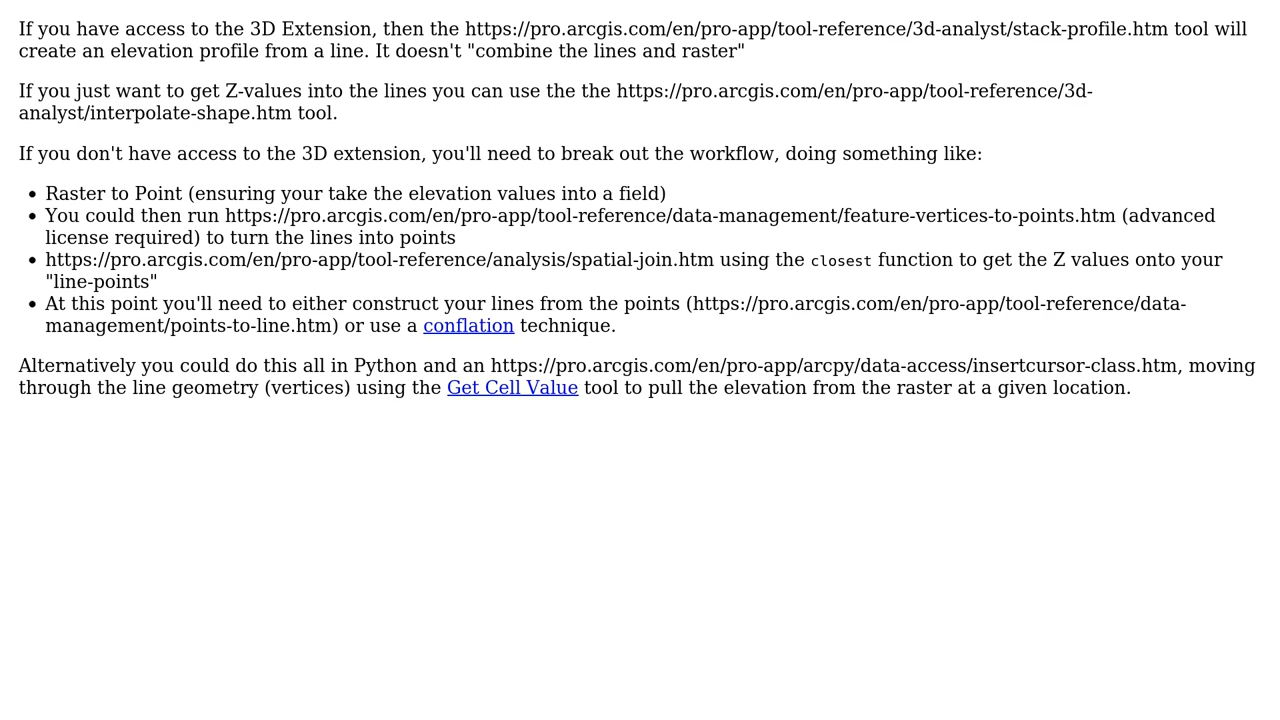 If you have access to the 3D Extension, then the https://pro.arcgis.com/en/pro-app/tool-reference/3d-analyst/stack-profile.htm tool will
create an elevation profile from a line. It doesn't "combine the lines and raster"
If you just want to get Z-values into the lines you can use the the https://pro.arcgis.com/en/pro-app/tool-reference/3d-
analyst/interpolate-shape.htm tool.
If you don't have access to the 3D extension, you'll need to break out the workflow, doing something like:
• Raster to Point (ensuring your take the elevation values into a field)
• You could then run https://pro.arcgis.com/en/pro-app/tool-reference/data-management/feature-vertices-to-points.htm (advanced
license required) to turn the lines into points
• https://pro.arcgis.com/en/pro-app/tool-reference/analysis/spatial-join.htm using the closest function to get the Z values onto your
"line-points"
• At this point you'll need to either construct your lines from the points (https://pro.arcgis.com/en/pro-app/tool-reference/data-
management/points-to-line.htm) or use a conflation technique.
Alternatively you could do this all in Python and an https://pro.arcgis.com/en/pro-app/arcpy/data-access/insertcursor-class.htm, moving
through the line geometry (vertices) using the Get Cell Value tool to pull the elevation from the raster at a given location.